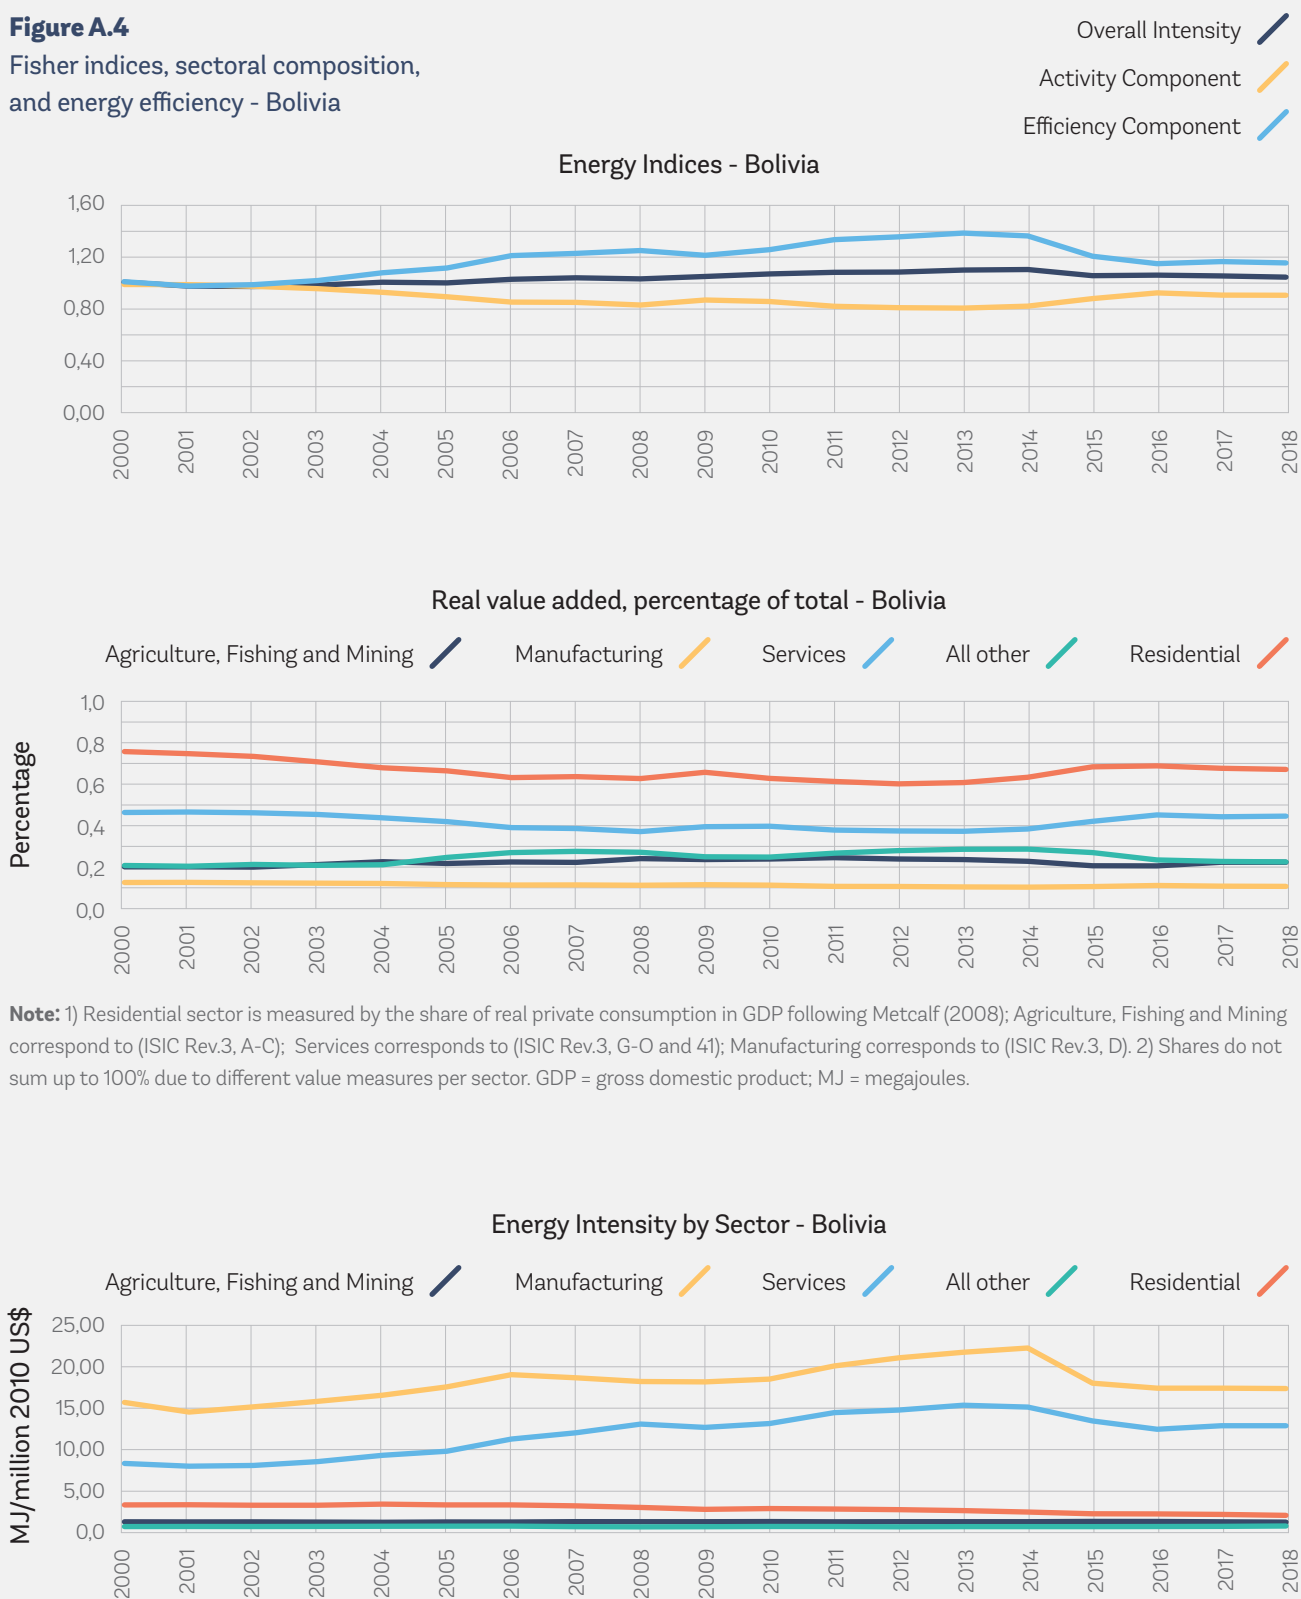 Figure A.4
Fisher indices, sectoral composition,
and energy efficiency - Bolivia
Overall Intensity
Activity Component
Efficiency Component
Energy Indices - Bolivia
1,60
1,20
0,80
0,40
0,00
2000 2001 2002 2003 2004 2005 2006 2007 2008 2009 2010 2011 2012 2013 2014 2015 2016 2017 2018
Real value added, percentage of total - Bolivia
Agriculture, Fishing and Mining Manufacturing Services All other Residential
Percentage
1,0
0,8
0,6
0,4
0,2
0,0
2000 2001 2002 2003 2004 2005 2006 2007 2008 2009 2010 2011 2012 2013 2014 2015 2016 2017 2018
Note: 1) Residential sector is measured by the share of real private consumption in GDP following Metcalf (2008); Agriculture, Fishing and Mining
correspond to (ISIC Rev.3, A-C); Services corresponds to (ISIC Rev.3, G-O and 41); Manufacturing corresponds to (ISIC Rev.3, D). 2) Shares do not
sum up to 100% due to different value measures per sector. GDP = gross domestic product; MJ = megajoules.
Energy Intensity by Sector - Bolivia
Agriculture, Fishing and Mining Manufacturing Services All other Residential
MJ/million 2010 US$
25,00
20,00
15,00
10,00
5,00
0,0
2000 2001 2002 2003 2004 2005 2006 2007 2008 2009 2010 2011 2012 2013 2014 2015 2016 2017 2018